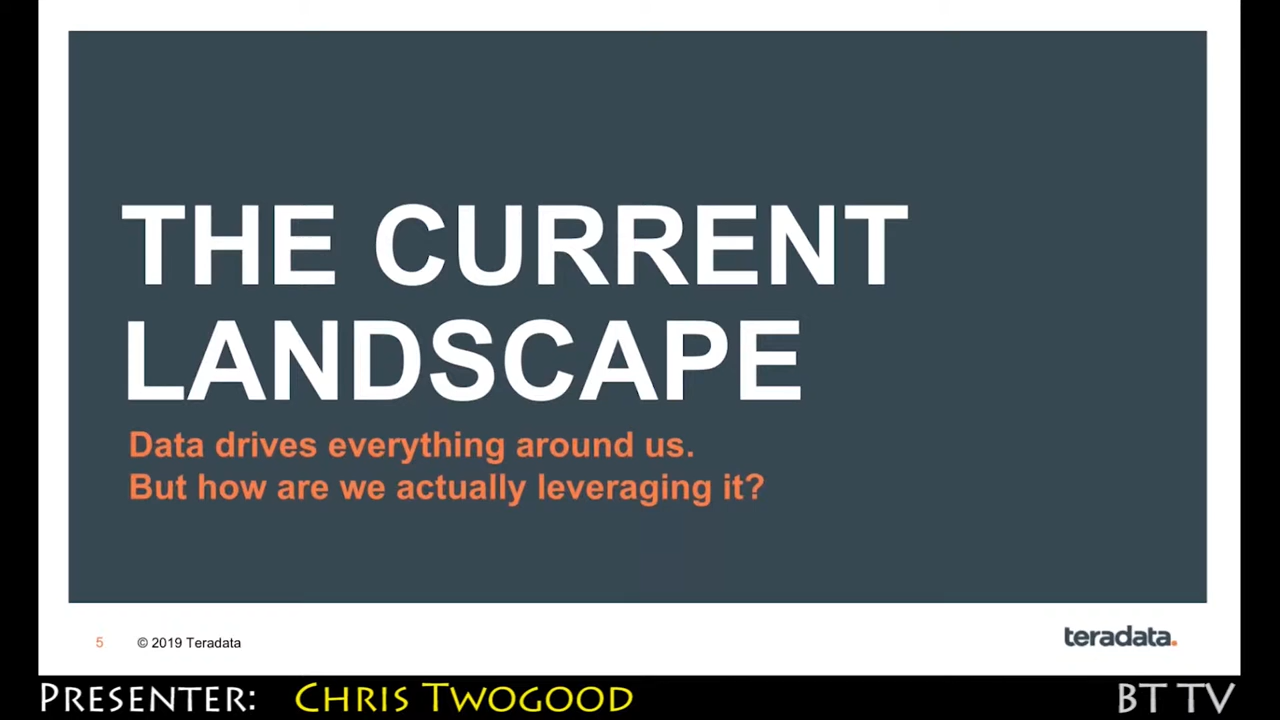 THE CURRENT
LANDSCAPE
Data drives everything around us.
But how are we actually leveraging it?
5 © 2019 Teradata
teradata.
PRESENTER: CHRIS TWOGOOD
BT TV